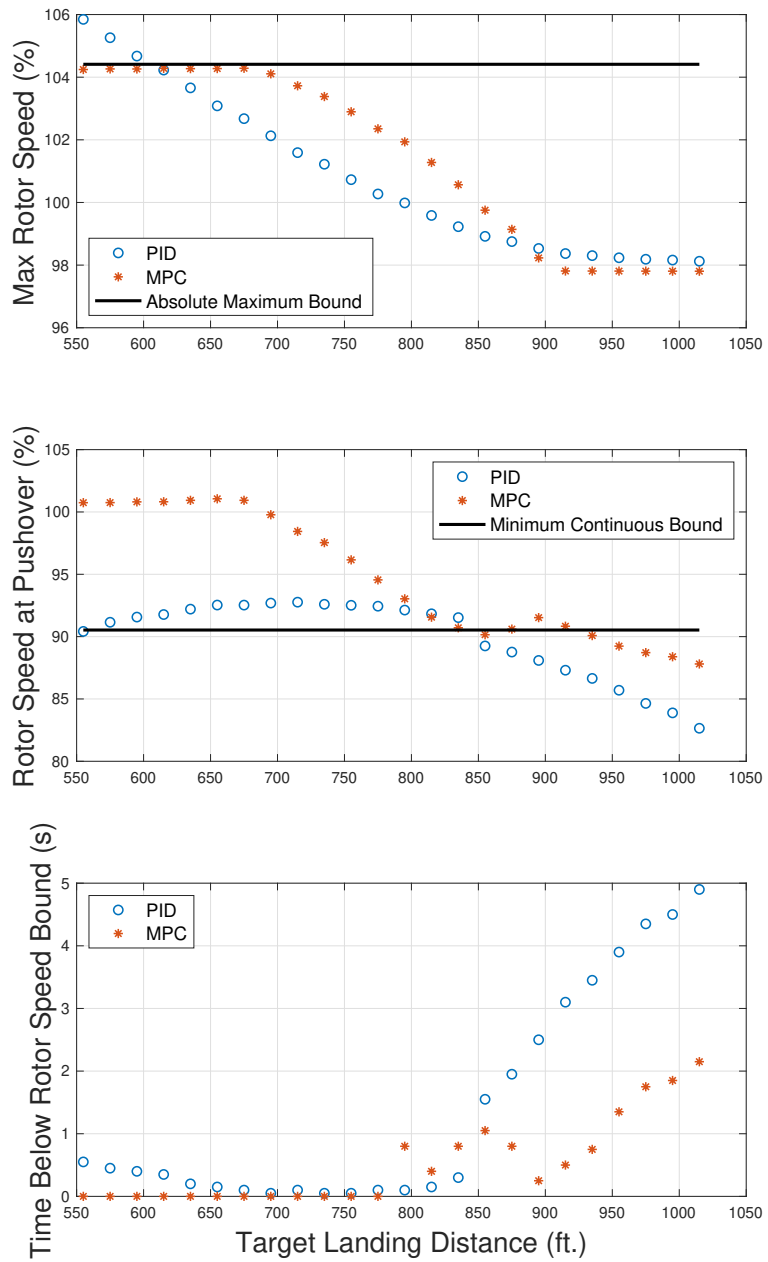 Max Rotor Speed (%)
106
104
102
100
98
96
PID
MPC
Absolute Maximum Bound
550 600 650 700 750 800 850 900 950 1000 1050
Rotor Speed at Pushover (%)
105
100
95
90
85
80
PID
MPC
Minimum Continuous Bound
550 600 650 700 750 800 850 900 950 1000 1050
Time Below Rotor Speed Bound (s)
5
4
3
2
1
0
PID
MPC
550 600 650 700 750 800 850 900 950 1000 1050
Target Landing Distance (ft.)